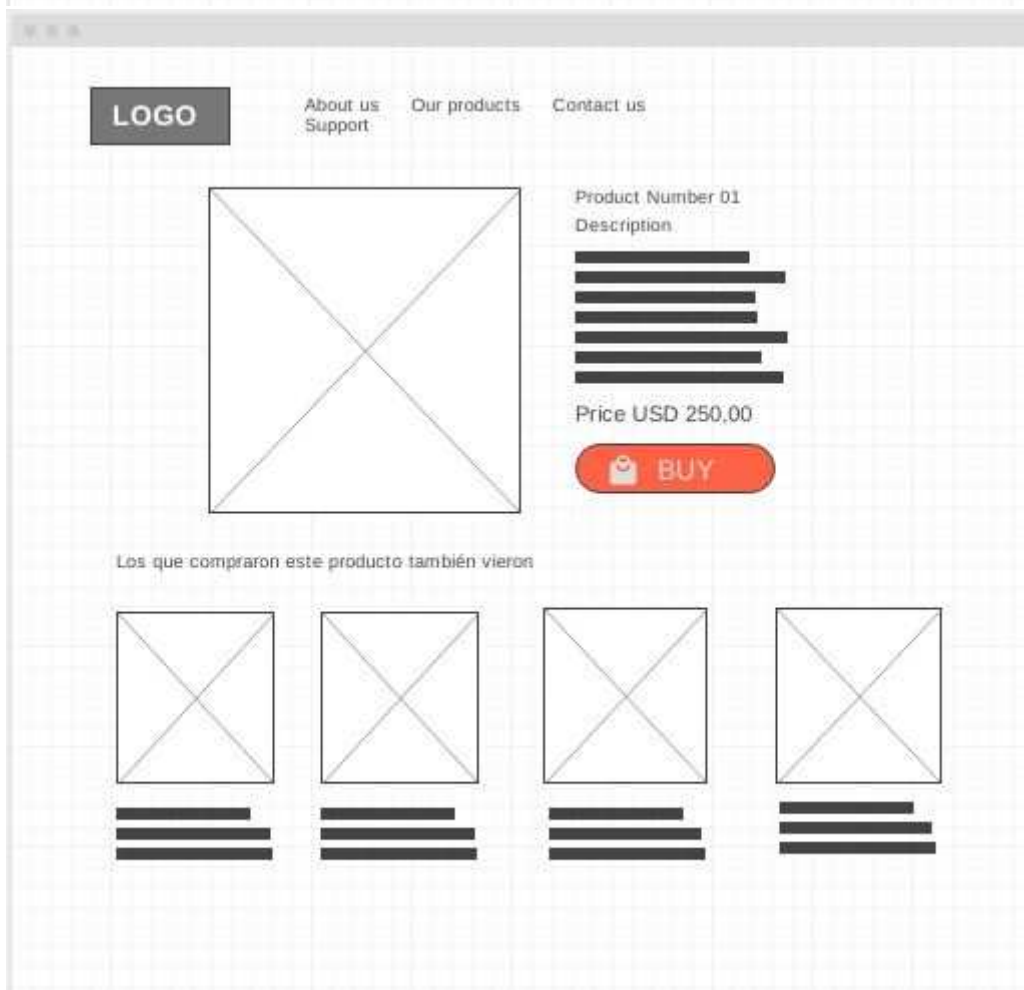 LOGO
About us Our products Contact us
Support
Product Number 01
Description
Price USD 250,00
BUY
Los que compraron este producto también vieron